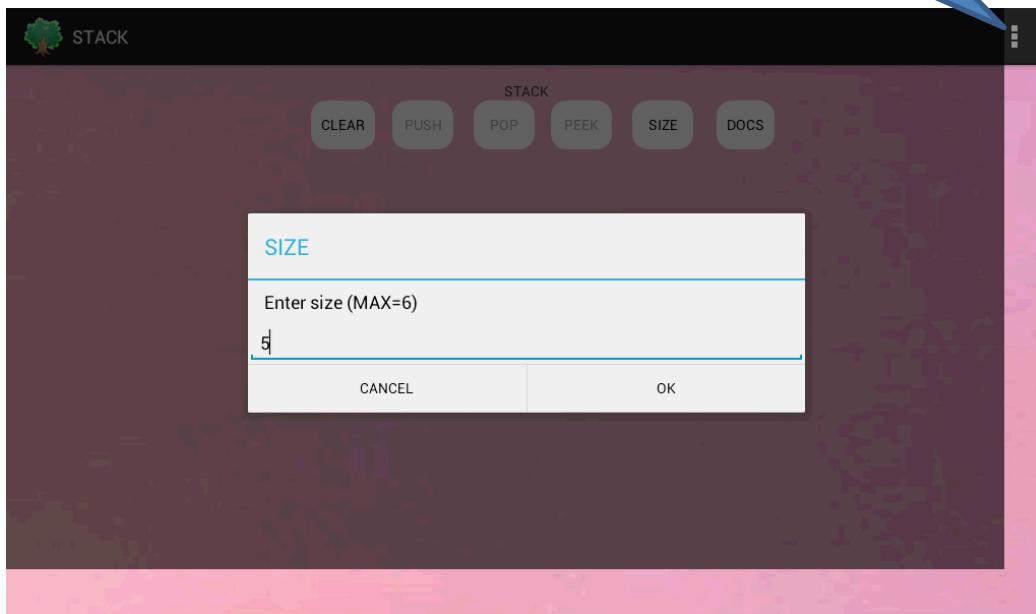 STACK
STACK
CLEAR PUSH POP PEEK SIZE DOCS
SIZE
Enter size (MAX=6)
5
CANCEL OK